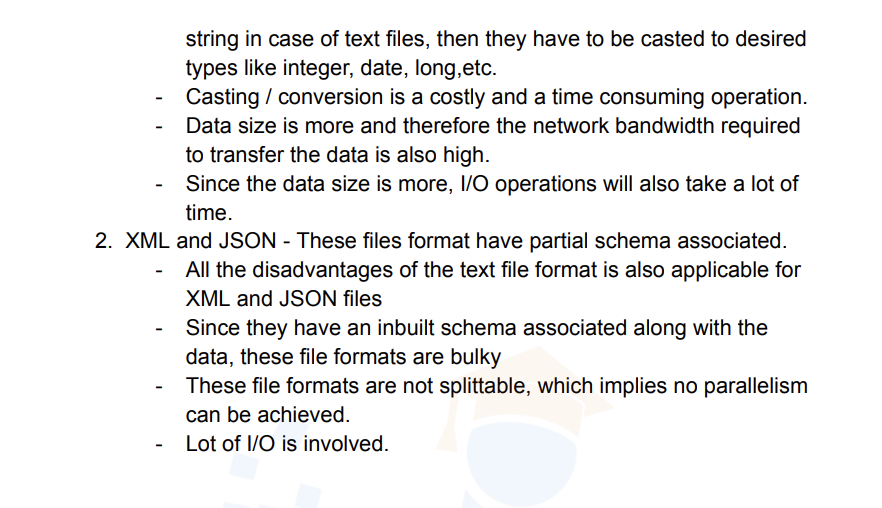 string in case of text files, then they have to be casted to desired
types like integer, date, long,etc.
- Casting / conversion is a costly and a time consuming operation.
- Data size is more and therefore the network bandwidth required
to transfer the data is also high.
- Since the data size is more, I/O operations will also take a lot of
time.
2. XML and JSON - These files format have partial schema associated.
- All the disadvantages of the text file format is also applicable for
XML and JSON files
- Since they have an inbuilt schema associated along with the
data, these file formats are bulky
- These file formats are not splittable, which implies no parallelism
can be achieved.
- Lot of I/O is involved.